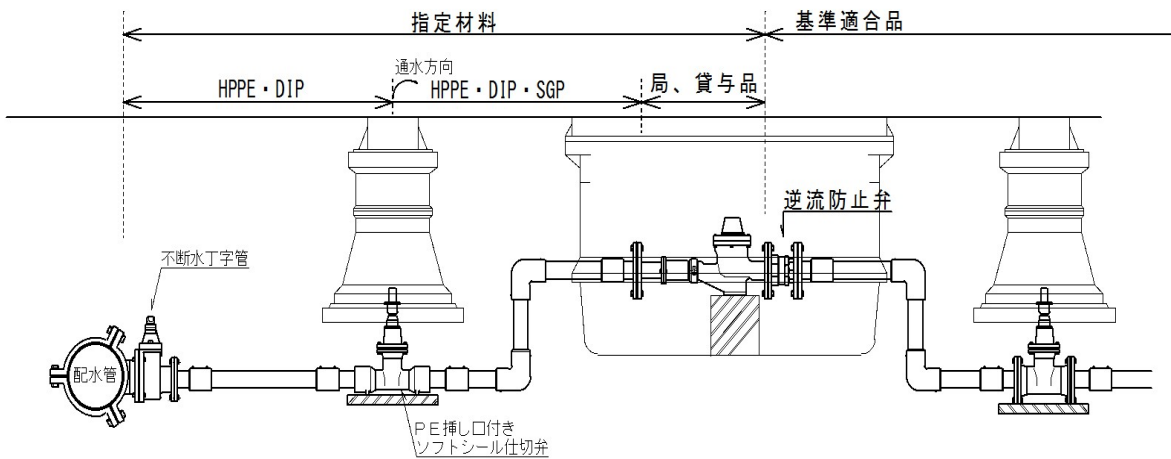 指定材料
基準適合品
通水方向
HPPE・DIP
HPPE・DIP・SGP
局、貸与品
逆流防止弁
不断水丁字管
配水管
PE挿し口付き
ソフトシール仕切弁